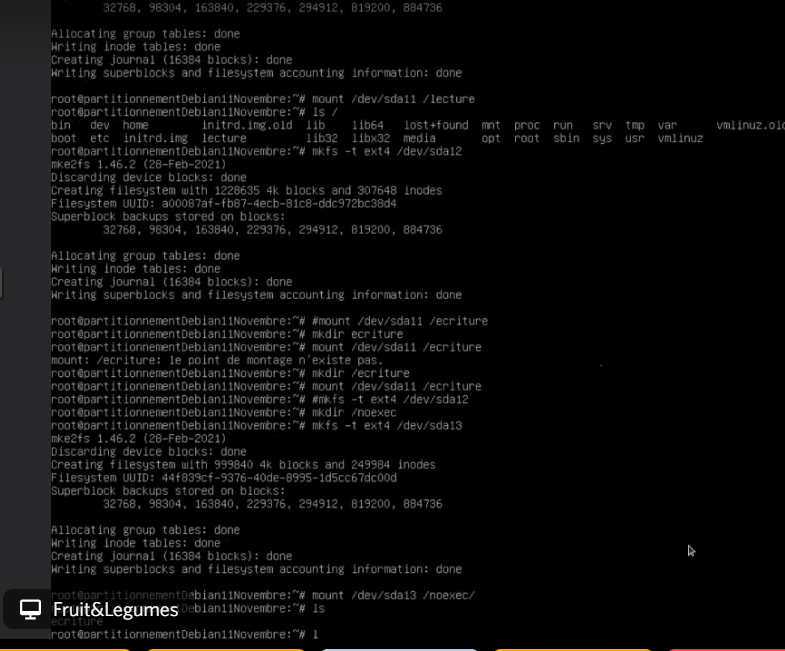 32768, 98304, 163840, 229376, 294912, 819200, 884736
Allocating group tables: done
Writing inode tables: done
Creating journal (16384 blocks): done
Writing superblocks and filesystem accounting information: done
root@partitionnementDebian11Novembre:~# mount /dev/sda11 /lecture
root@partitionnementDebian11Novembre:~# ls /
bin dev home initrd.img.old lib lib64 lost+found mnt proc run srv tmp var vmlinuz.old
boot etc initrd.img lecture lib32 libx32 media opt root sbin sys usr vmlinuz
root@partitionnementDebian11Novembre:~# mkfs -t ext4 /dev/sda12
mke2fs 1.46.2 (28-Feb-2021)
Discarding device blocks: done
Creating filesystem with 1228635 4k blocks and 307648 inodes
Filesystem UUID: a00087af-fb87-4ecb-81c8-ddc972bc38d4
Superblock backups stored on blocks:
32768, 98304, 163840, 229376, 294912, 819200, 884736
Allocating group tables: done
Writing inode tables: done
Creating journal (16384 blocks): done
Writing superblocks and filesystem accounting information: done
root@partitionnementDebian11Novembre:~# #mount /dev/sda11 /ecriture
root@partitionnementDebian11Novembre:~# mkdir ecriture
root@partitionnementDebian11Novembre:~# mount /dev/sda11 /ecriture
mount: /ecriture: le point de montage n'existe pas.
root@partitionnementDebian11Novembre:~# mkdir /ecriture
root@partitionnementDebian11Novembre:~# mount /dev/sda11 /ecriture
root@partitionnementDebian11Novembre:~# #mkfs -t ext4 /dev/sda12
root@partitionnementDebian11Novembre:~# mkdir /noexec
root@partitionnementDebian11Novembre:~# mkfs -t ext4 /dev/sda13
mke2fs 1.46.2 (28-Feb-2021)
Discarding device blocks: done
Creating filesystem with 999840 4k blocks and 249984 inodes
Filesystem UUID: 44f839cf-9376-40de-8995-1d5cc67dc00d
Superblock backups stored on blocks:
32768, 98304, 163840, 229376, 294912, 819200, 884736
Allocating group tables: done
Writing inode tables: done
Creating journal (16384 blocks): done
Writing superblocks and filesystem accounting information: done
root@partitionnementDebian11Novembre:~# mount /dev/sda13 /noexec/
Fruit&Legumes
ebian11Novembre:~# ls
ecriture
root@partitionnementDebian11Novembre:~# l